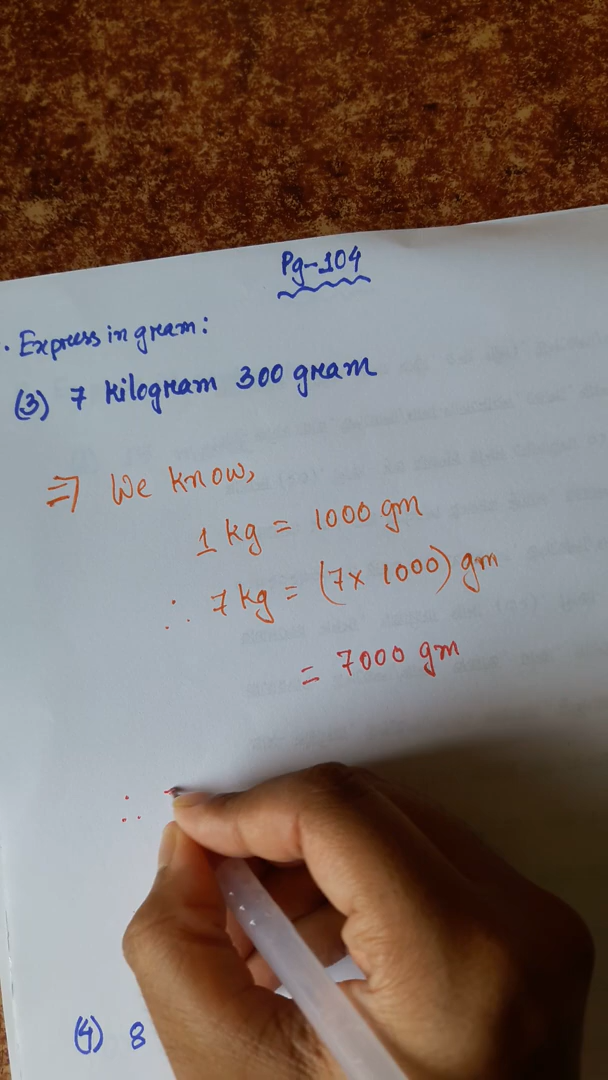 Pg-104
. Express in gram:
(3) 7 kilogram 300 gram
⇒ We know,
1 kg = 1000 gm
∴ 7 kg = (7 x 1000) gm
= 7000 gm
∴
(4) 8